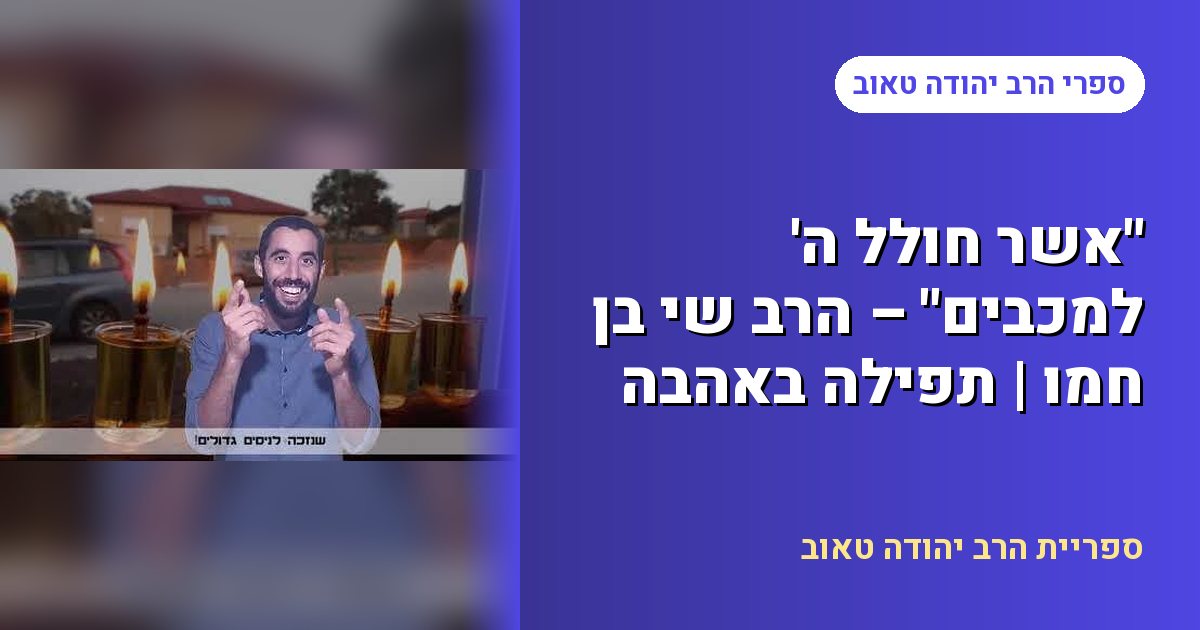 ספרי הרב יהודה טאוב
"אשר חולל ה'
למכבים" – הרב שי בן
חמו | תפילה באהבה
ספריית הרב יהודה טאוב
שנזכה לניסים גדולים!